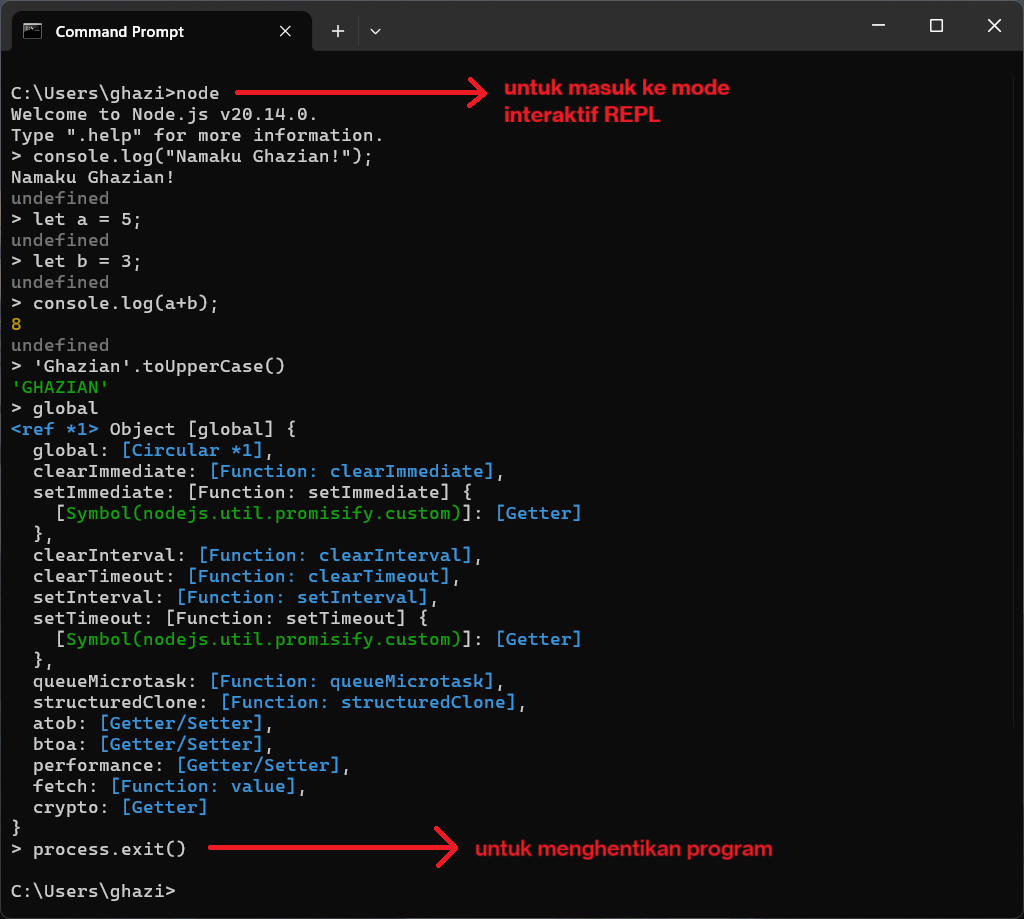 Command Prompt
C:\Users\ghazi>node
untuk masuk ke mode
interaktif REPL
Welcome to Node.js v20.14.0.
Type ".help" for more information.
> console.log("Namaku Ghazian!");
Namaku Ghazian!
undefined
> let a = 5;
undefined
> let b = 3;
undefined
> console.log(a+b);
8
undefined
> 'Ghazian'.toUpperCase()
'GHAZIAN'
> global
<ref *1> Object [global] {
  global: [Circular *1],
  clearImmediate: [Function: clearImmediate],
  setImmediate: [Function: setImmediate] {
    [Symbol(nodejs.util.promisify.custom)]: [Getter]
  },
  clearInterval: [Function: clearInterval],
  clearTimeout: [Function: clearTimeout],
  setInterval: [Function: setInterval],
  setTimeout: [Function: setTimeout] {
    [Symbol(nodejs.util.promisify.custom)]: [Getter]
  },
  queueMicrotask: [Function: queueMicrotask],
  structuredClone: [Function: structuredClone],
  atob: [Getter/Setter],
  btoa: [Getter/Setter],
  performance: [Getter/Setter],
  fetch: [Function: value],
  crypto: [Getter]
}
> process.exit()
untuk menghentikan program
C:\Users\ghazi>